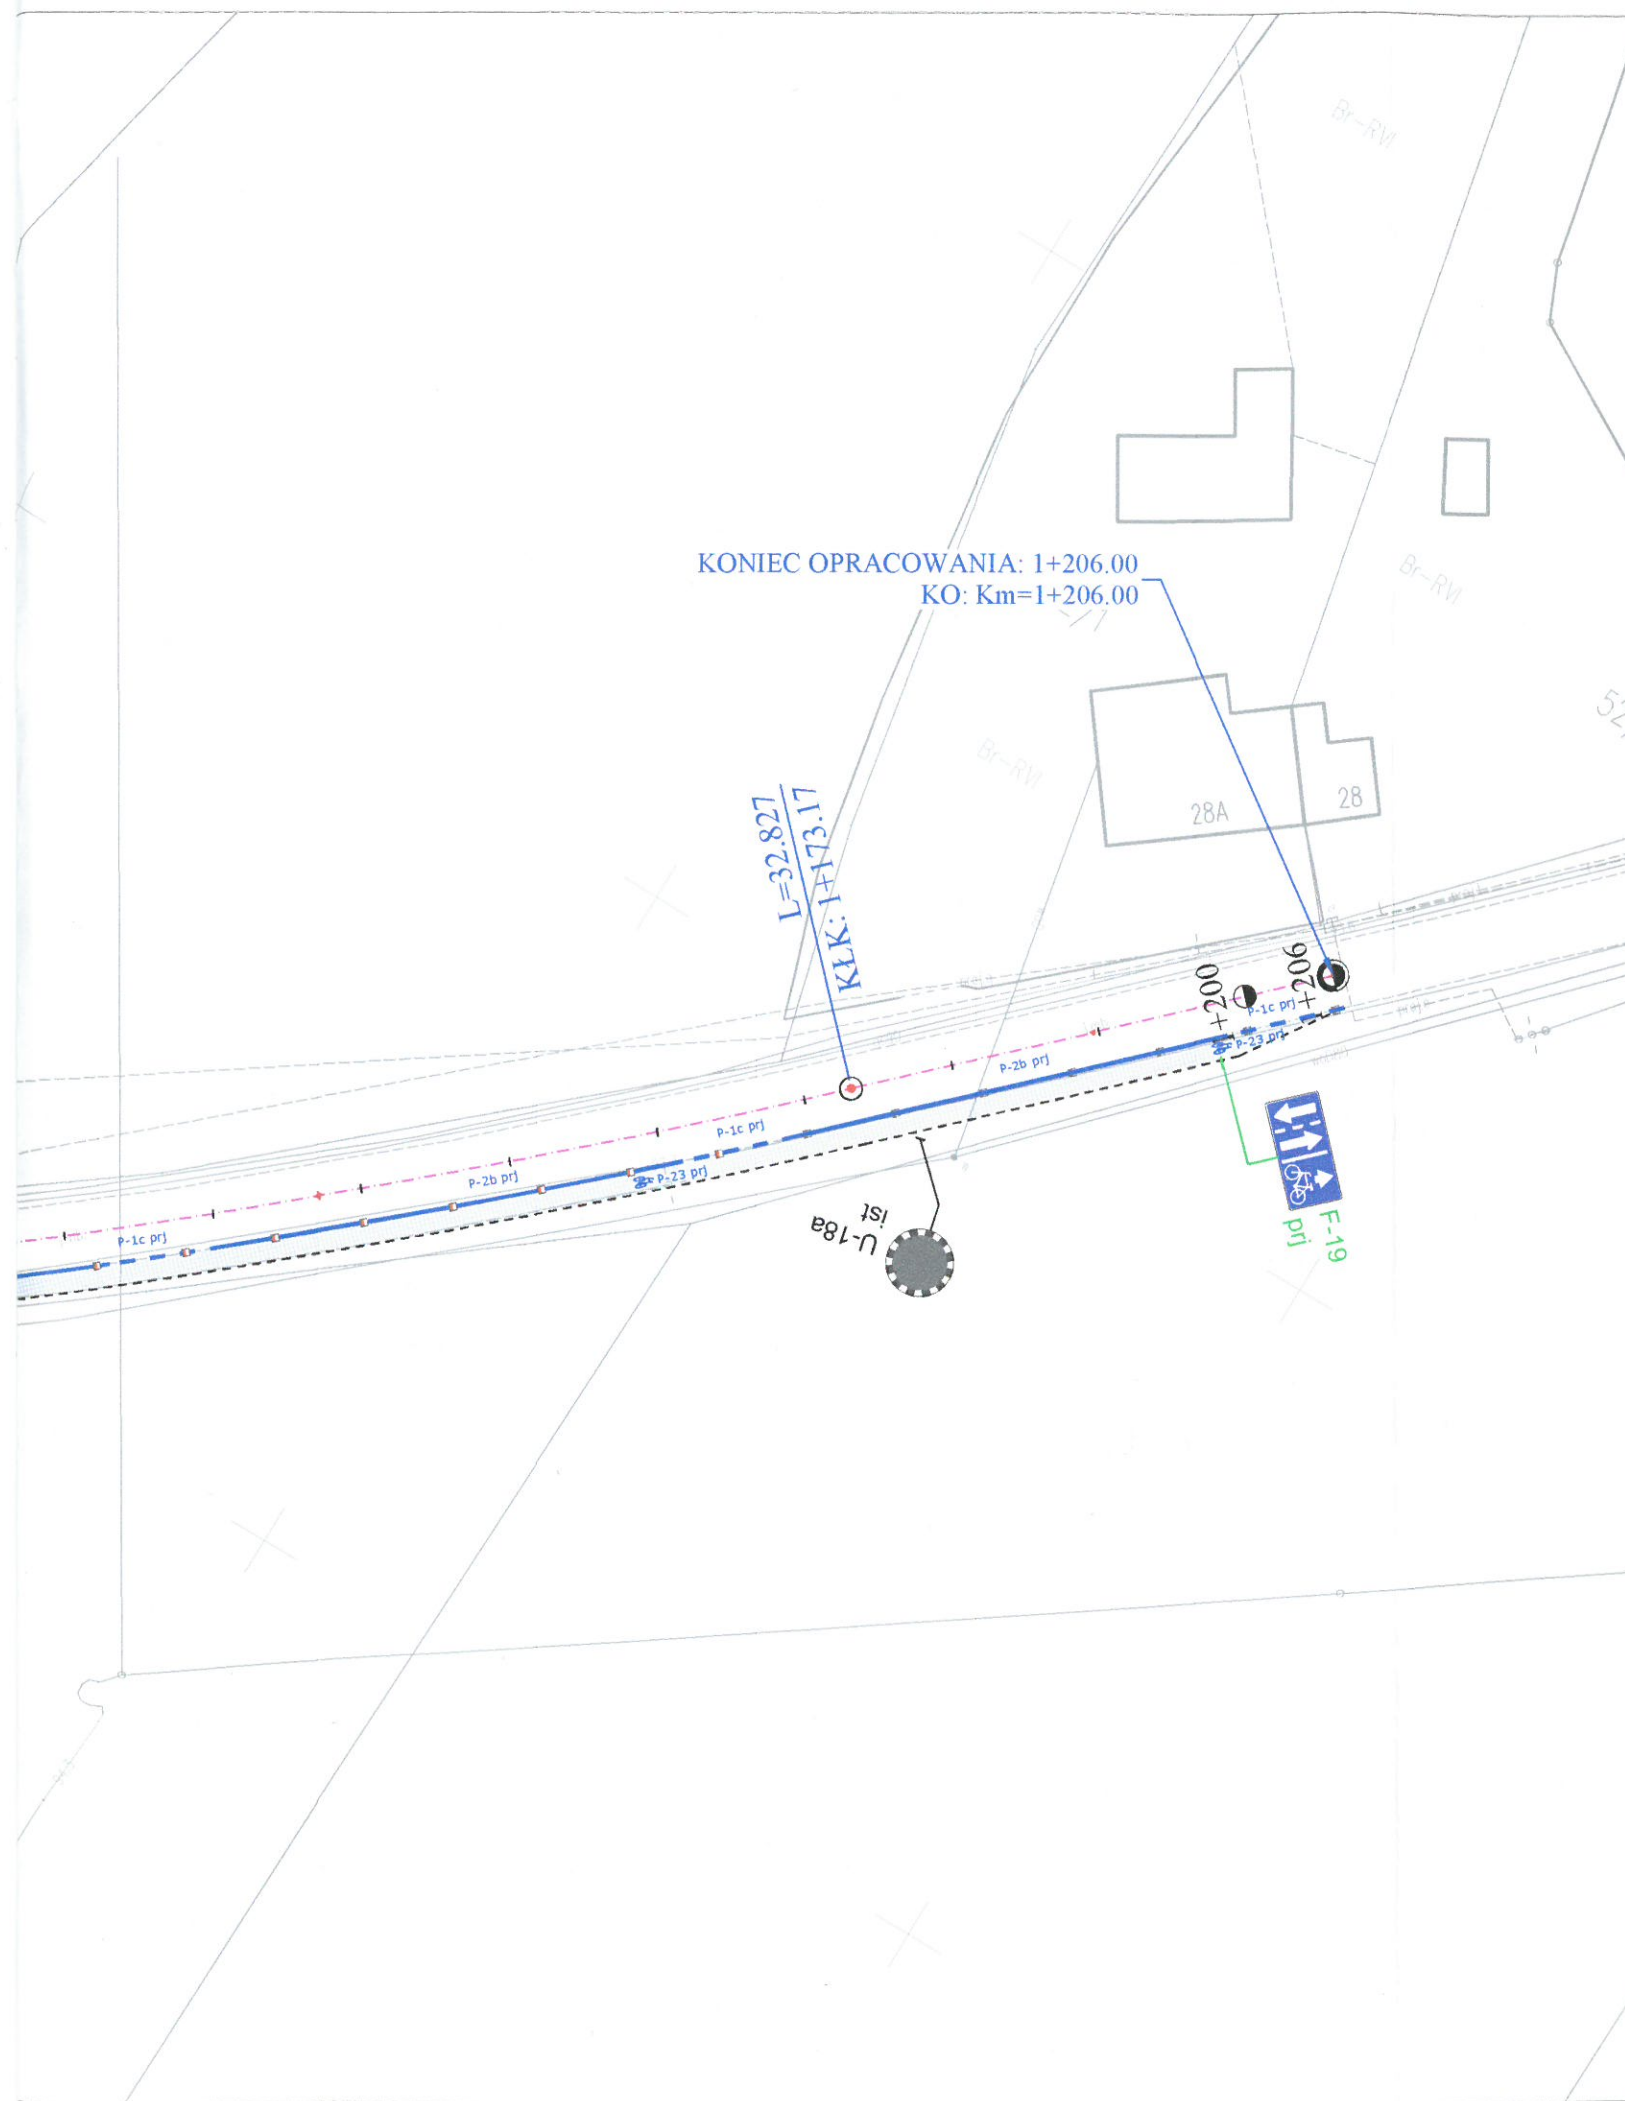 Br-RVI
KONIEC OPRACOWANIA: 1+206.00
KO: Km=1+206.00
Br-RVI
Br-RVI
28A
28
L=32.827
KŁK: 1+173.17
+200
+206
P-1c prj
P-23 prj
P-2b prj
P-1c prj
P-23 prj
P-2b prj
P-1c prj
U-18a
ist
F-19
prj